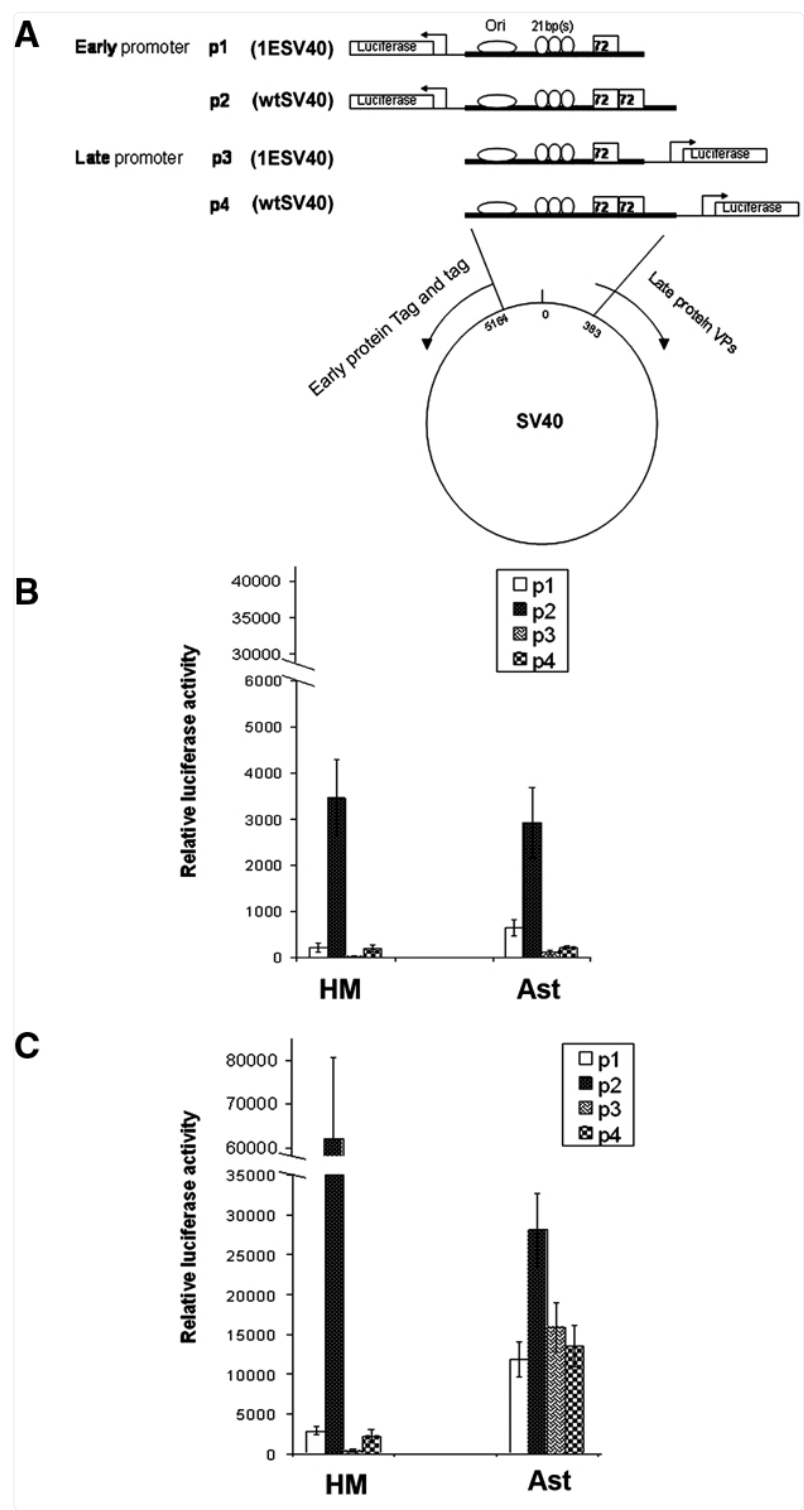 A
Ori
21bp(s)
Early promoter p1 (1ESV40) Luciferase 72
p2 (wtSV40) Luciferase 72 72
Late promoter p3 (1ESV40) 72 Luciferase
p4 (wtSV40) 72 72 Luciferase
Early protein Tag and tag
Late protein VPs
5164
0
383
SV40
B
Relative luciferase activity
40000
35000
30000
6000
5000
4000
3000
2000
1000
0
p1
p2
p3
p4
HM
Ast
C
Relative luciferase activity
80000
70000
60000
35000
30000
25000
20000
15000
10000
5000
0
p1
p2
p3
p4
HM
Ast